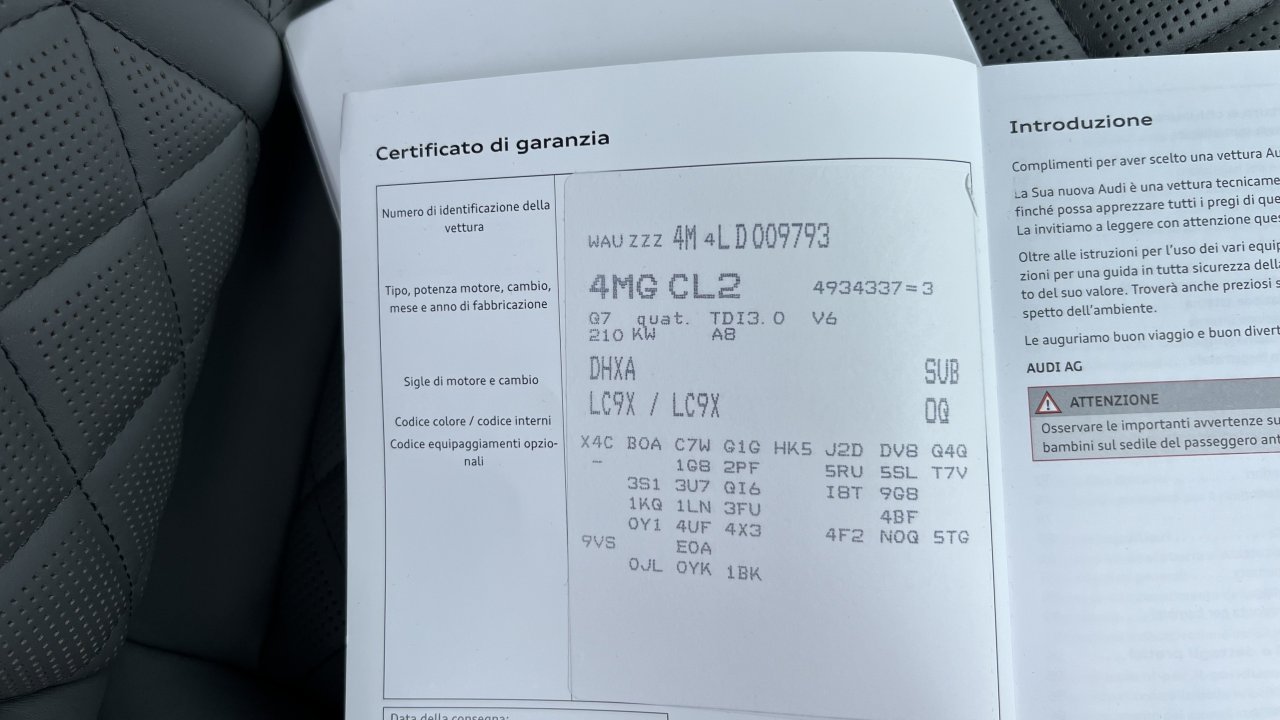 Certificato di garanzia
Numero di identificazione della
vettura
WAU ZZZ 4M 4L D009793
Tipo, potenza motore, cambio,
mese e anno di fabbricazione
4MG CL2 4934337=3
Q7 quat. TDI3.0 V6
210 KW A8
Sigle di motore e cambio
DHXA SUB
Codice colore / codice interni
LC9X / LC9X DQ
Codice equipaggiamenti opzio-
nali
X4C B0A C7W G1G HK5 J2D DV8 Q4Q
- 1G8 2PF 5RU 5SL T7V
3S1 3U7 QI6 I8T 9G8
1KQ 1LN 3FU 4BF
0Y1 4UF 4X3 4F2 N0Q 5TG
9VS E0A
0JL 0YK 1BK
Data della consegna:
Introduzione
Complimenti per aver scelto una vettura Au
La Sua nuova Audi è una vettura tecnicame
finché possa apprezzare tutti i pregi di que
La invitiamo a leggere con attenzione ques
Oltre alle istruzioni per l'uso dei vari equip
zioni per una guida in tutta sicurezza della
to del suo valore. Troverà anche preziosi s
spetto dell'ambiente.
Le auguriamo buon viaggio e buon divert
AUDI AG
ATTENZIONE
Osservare le importanti avvertenze su
bambini sul sedile del passeggero ant